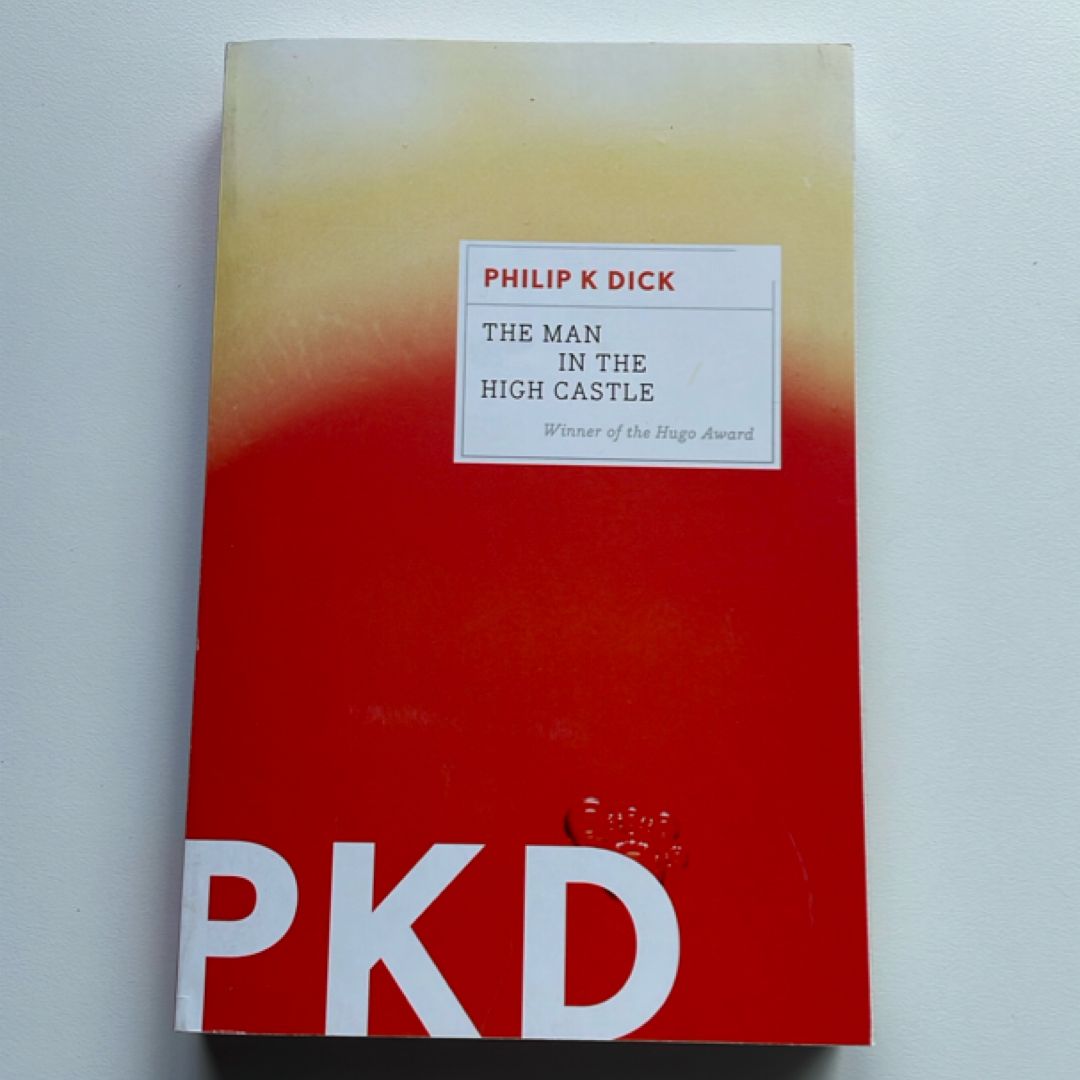 PHILIP K DICK
THE MAN
IN THE
HIGH CASTLE
Winner of the Hugo Award
PKD